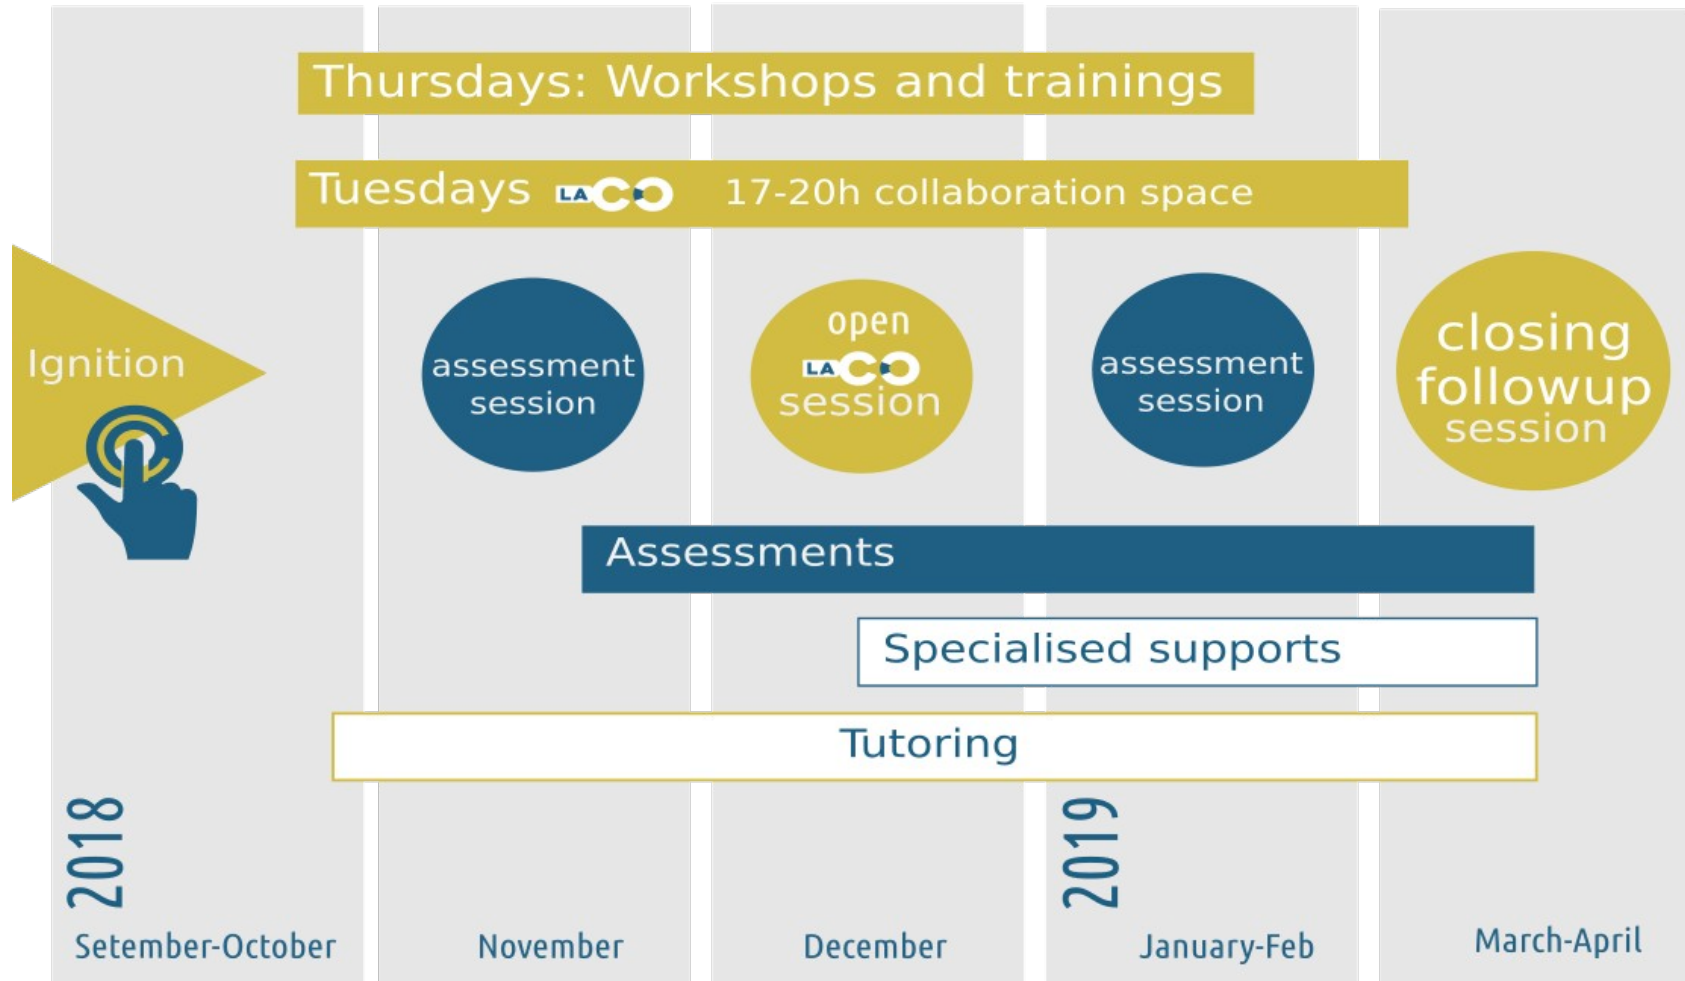 Thursdays: Workshops and trainings
Tuesdays LACO 17-20h collaboration space
Ignition
assessment
session
open
LACO
session
assessment
session
closing
followup
session
Assessments
Specialised supports
Tutoring
2018
2019
Setember-October
November
December
January-Feb
March-April